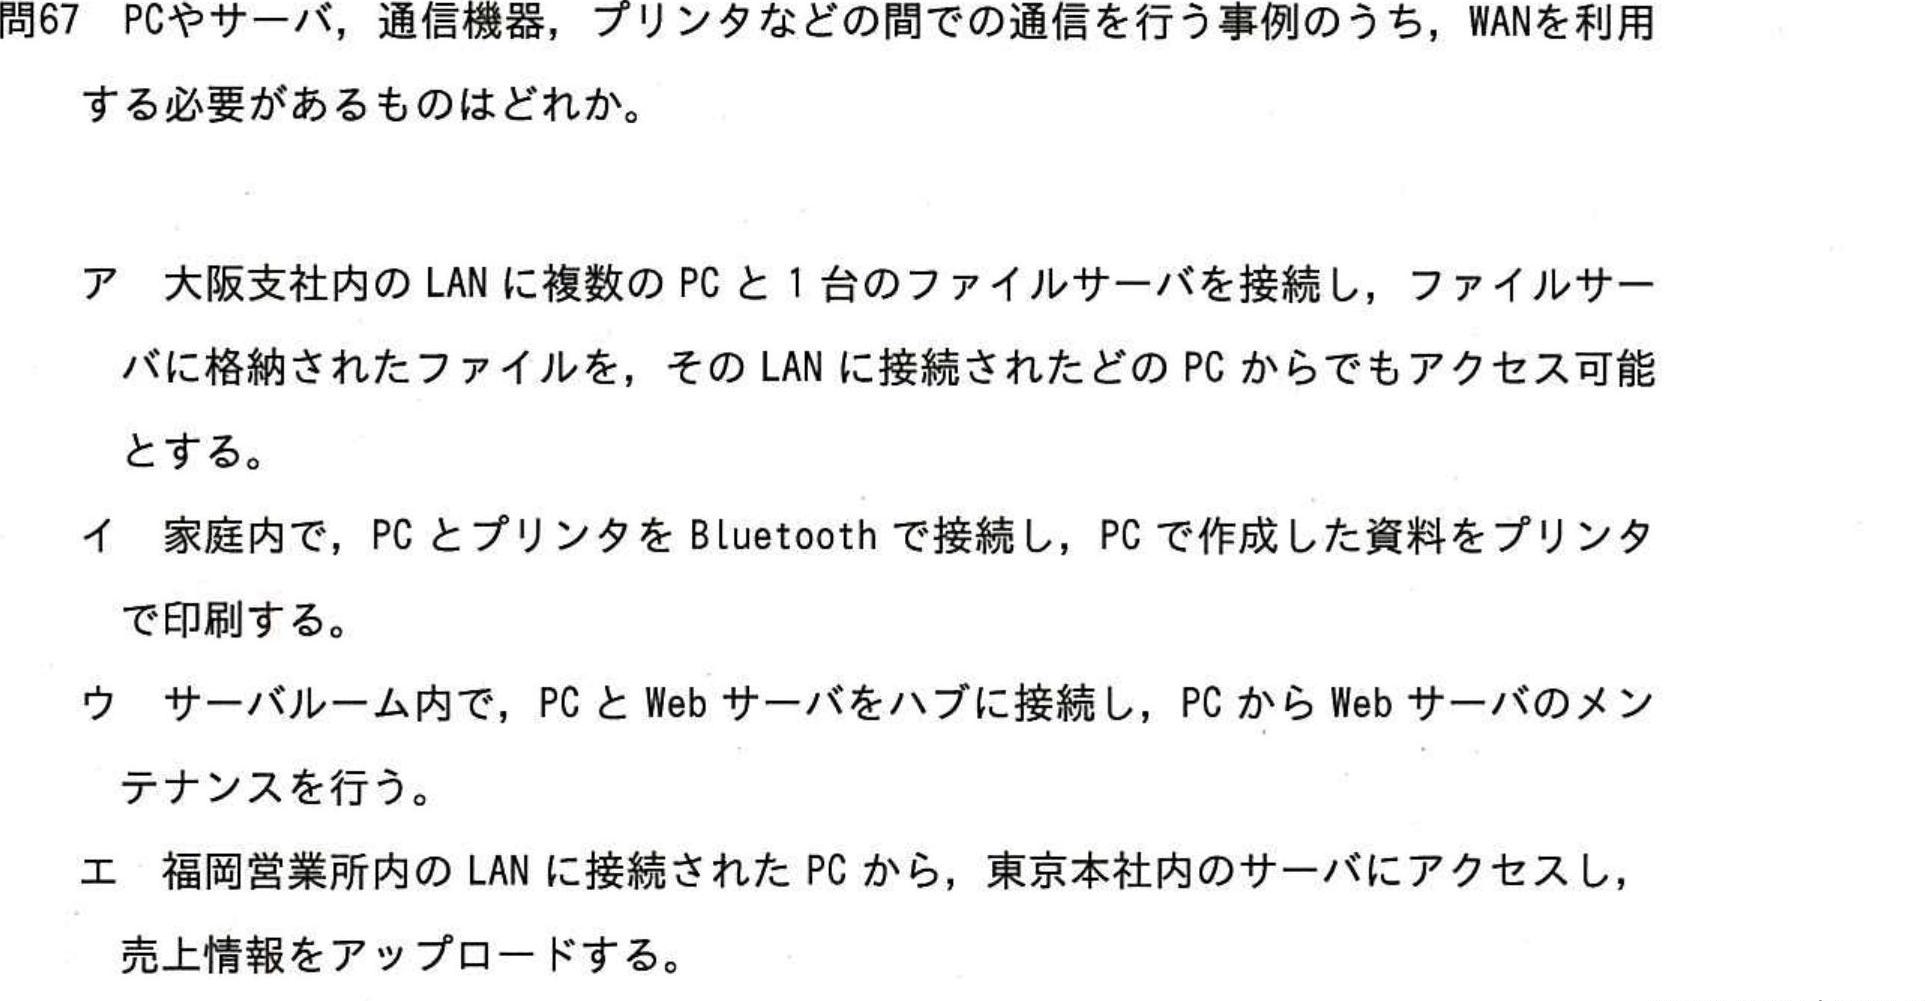 問67　PCやサーバ，通信機器，プリンタなどの間での通信を行う事例のうち，WANを利用
する必要があるものはどれか。
ア　大阪支社内の LAN に複数の PC と 1 台のファイルサーバを接続し，ファイルサー
バに格納されたファイルを，その LAN に接続されたどの PC からでもアクセス可能
とする。
イ　家庭内で，PC とプリンタを Bluetooth で接続し，PC で作成した資料をプリンタ
で印刷する。
ウ　サーバルーム内で，PC と Web サーバをハブに接続し，PC から Web サーバのメン
テナンスを行う。
エ　福岡営業所内の LAN に接続された PC から，東京本社内のサーバにアクセスし，
売上情報をアップロードする。